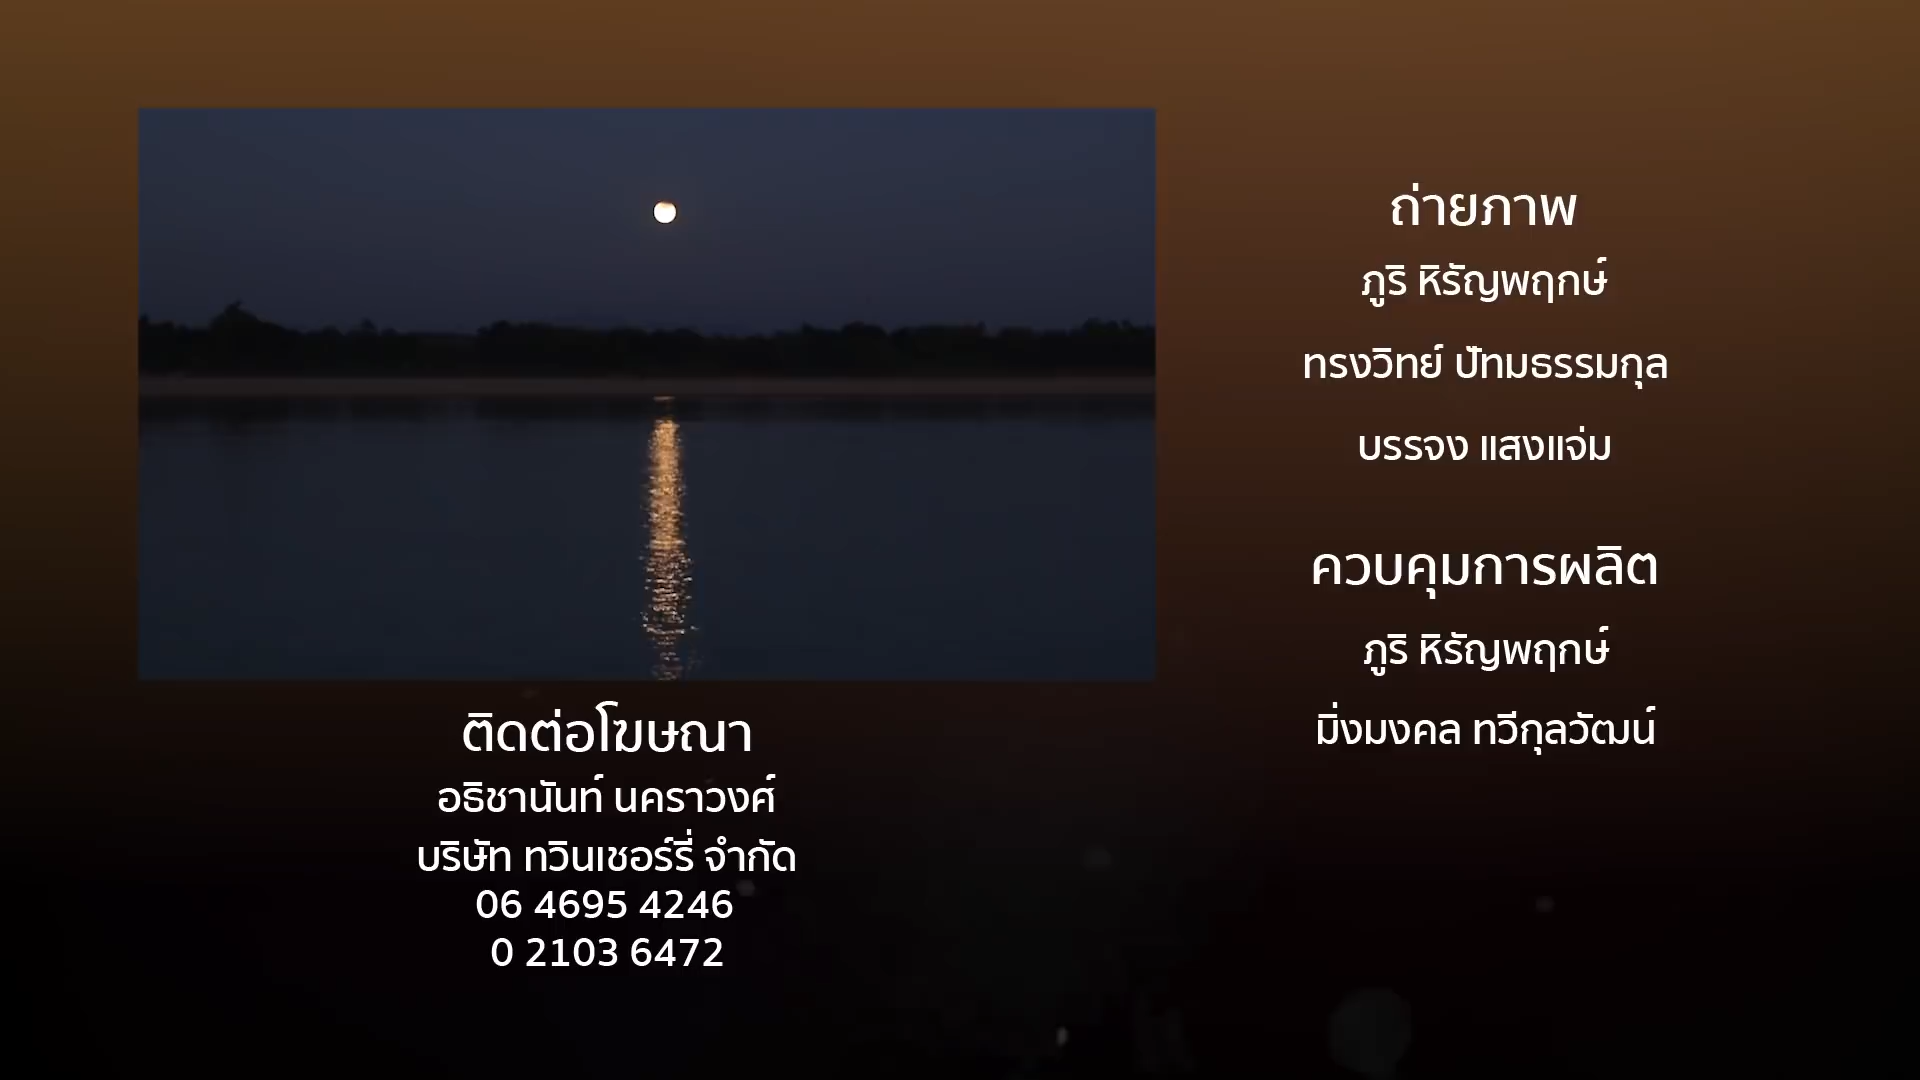 ถ่ายภาพ
ภูริ หิรัญพฤกษ์
ทรงวิทย์ ปัทมธรรมกุล
บรรจง แสงแจ่ม
ควบคุมการผลิต
ภูริ หิรัญพฤกษ์
มิ่งมงคล ทวีกุลวัฒน์
ติดต่อโฆษณา
อธิชานันท์ นคราวงศ์
บริษัท ทวินเชอร์รี่ จำกัด
06 4695 4246
0 2103 6472